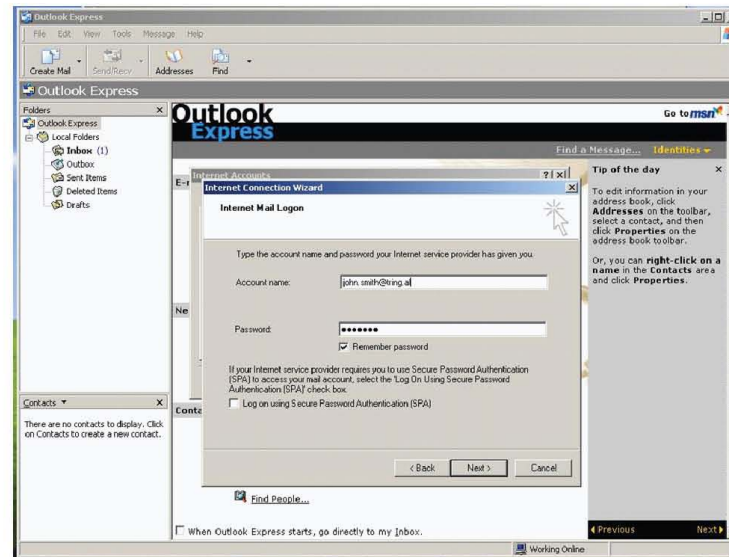 Outlook Express
File Edit View Tools Message Help
Create Mail Send/Recv Addresses Find
Outlook Express
Folders
Outlook Express
Local Folders
Inbox (1)
Outbox
Sent Items
Deleted Items
Drafts
Contacts
There are no contacts to display. Click
on Contacts to create a new contact.
Outlook
Express
Go to msn
Find a Message... Identities
Internet Accounts
Internet Connection Wizard
Internet Mail Logon
Type the account name and password your Internet service provider has given you.
Account name:
john.smith@tring.al
Password:
Remember password
If your Internet service provider requires you to use Secure Password Authentication
(SPA) to access your mail account, select the 'Log On Using Secure Password
Authentication (SPA)' check box.
Log on using Secure Password Authentication (SPA)
< Back Next > Cancel
Find People...
When Outlook Express starts, go directly to my Inbox.
Tip of the day
To edit information in your
address book, click
Addresses on the toolbar,
select a contact, and then
click Properties on the
address book toolbar.
Or, you can right-click on a
name in the Contacts area
and click Properties.
Previous Next
Working Online